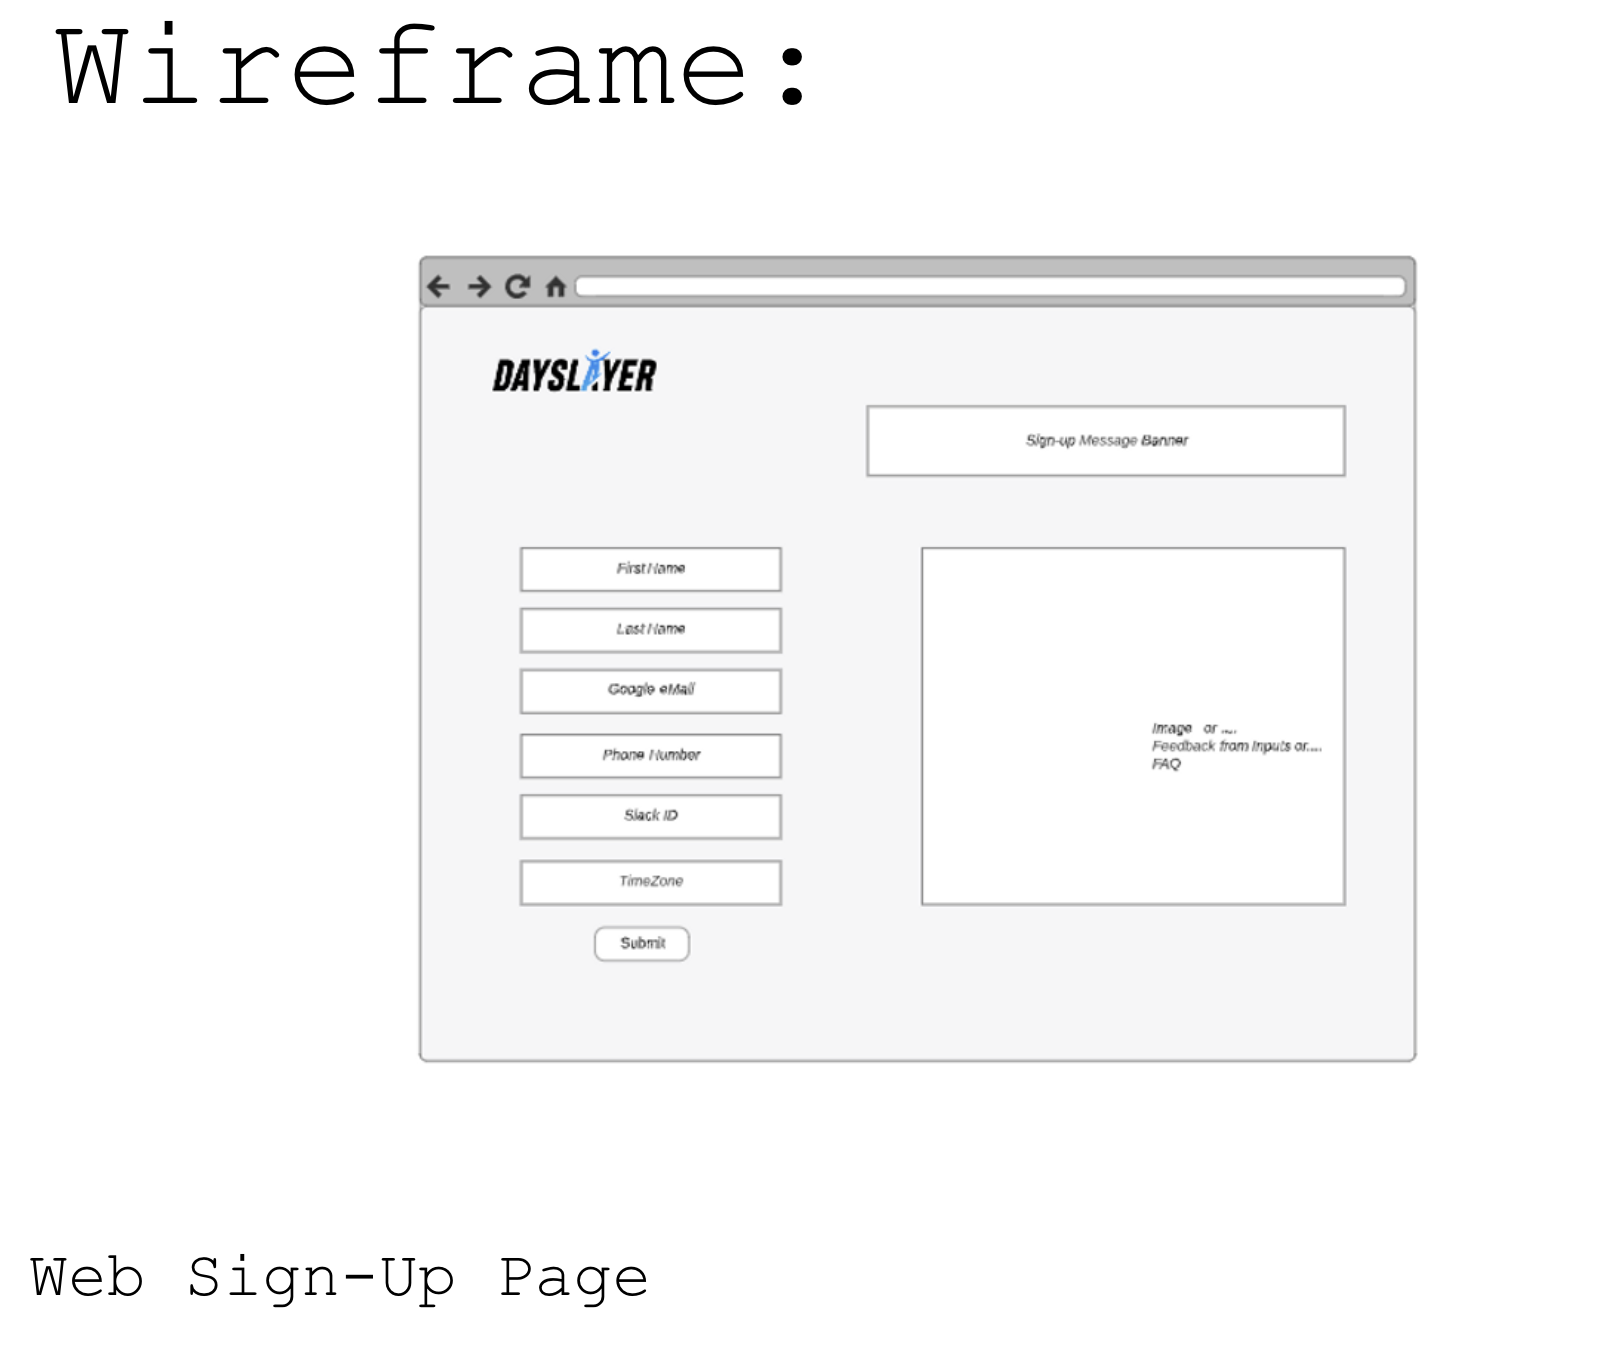 Wireframe:
DAYSLAYER
Sign-up Message Banner
First Name
Last Name
Google eMail
Phone Number
Slack ID
TimeZone
Submit
Image or ....
Feedback from Inputs or....
FAQ
Web Sign-Up Page